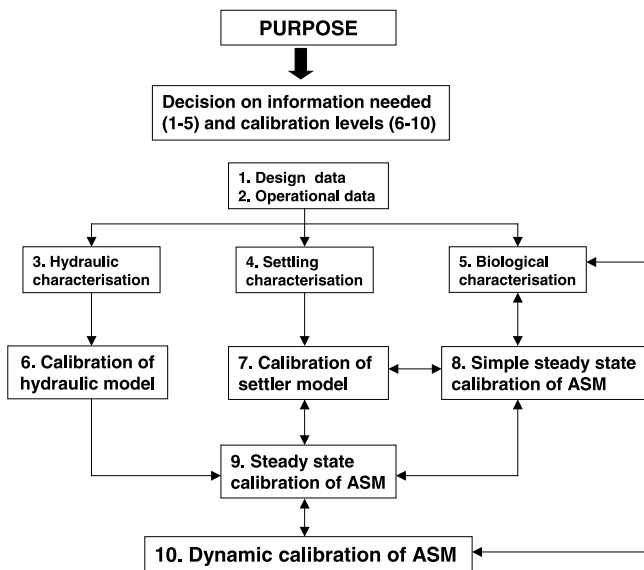 PURPOSE
Decision on information needed
(1-5) and calibration levels (6-10)
1. Design data
2. Operational data
3. Hydraulic
characterisation
4. Settling
characterisation
5. Biological
characterisation
6. Calibration of
hydraulic model
7. Calibration of
settler model
8. Simple steady state
calibration of ASM
9. Steady state
calibration of ASM
10. Dynamic calibration of ASM